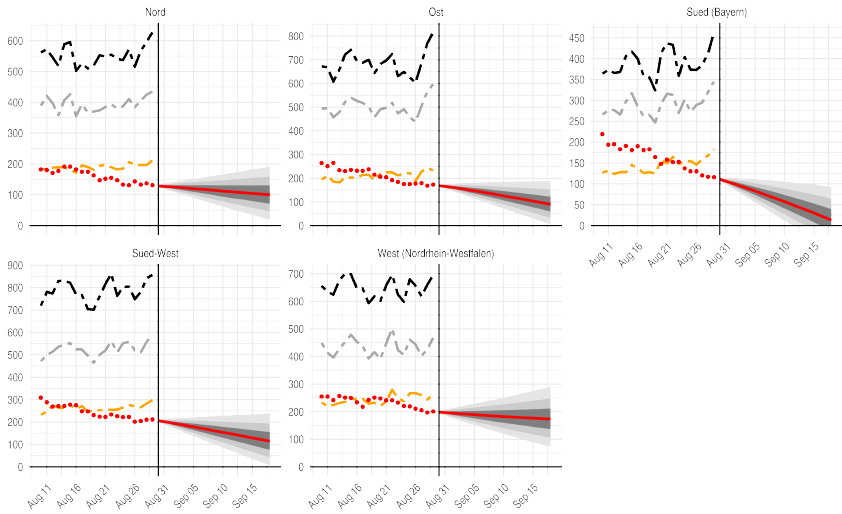 Nord
600
500
400
300
200
100
0
Ost
800
700
600
500
400
300
200
100
0
Sued (Bayern)
450
400
350
300
250
200
150
100
50
0
Aug 11
Aug 16
Aug 21
Aug 26
Aug 31
Sep 05
Sep 10
Sep 15
Sued-West
900
800
700
600
500
400
300
200
100
0
Aug 11
Aug 16
Aug 21
Aug 26
Aug 31
Sep 05
Sep 10
Sep 15
West (Nordrhein-Westfalen)
700
600
500
400
300
200
100
0
Aug 11
Aug 16
Aug 21
Aug 26
Aug 31
Sep 05
Sep 10
Sep 15